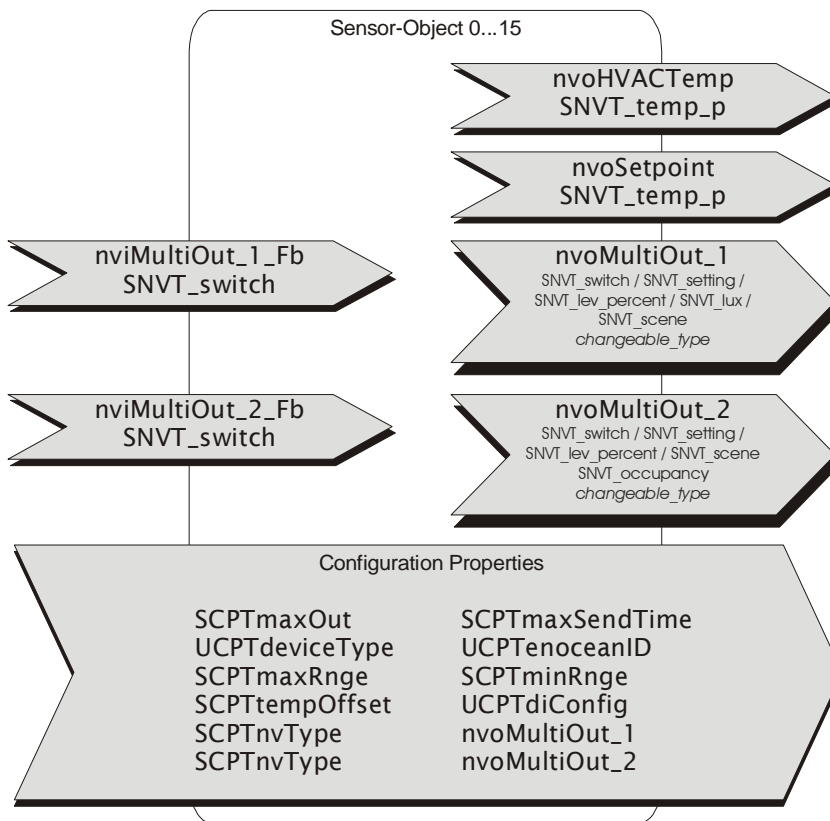 Sensor-Object 0...15
nvoHVACTemp
SNVT_temp_p
nvoSetpoint
SNVT_temp_p
nviMultiOut_1_Fb
SNVT_switch
nvoMultiOut_1
SNVT_switch / SNVT_setting /
SNVT_lev_percent / SNVT_lux /
SNVT_scene
changeable_type
nviMultiOut_2_Fb
SNVT_switch
nvoMultiOut_2
SNVT_switch / SNVT_setting /
SNVT_lev_percent / SNVT_scene
SNVT_occupancy
changeable_type
Configuration Properties
SCPTmaxOut SCPTmaxSendTime
UCPTdeviceType UCPTenoceanID
SCPTmaxRnge SCPTminRnge
SCPTtempOffset UCPTdiConfig
SCPTnvType nvoMultiOut_1
SCPTnvType nvoMultiOut_2